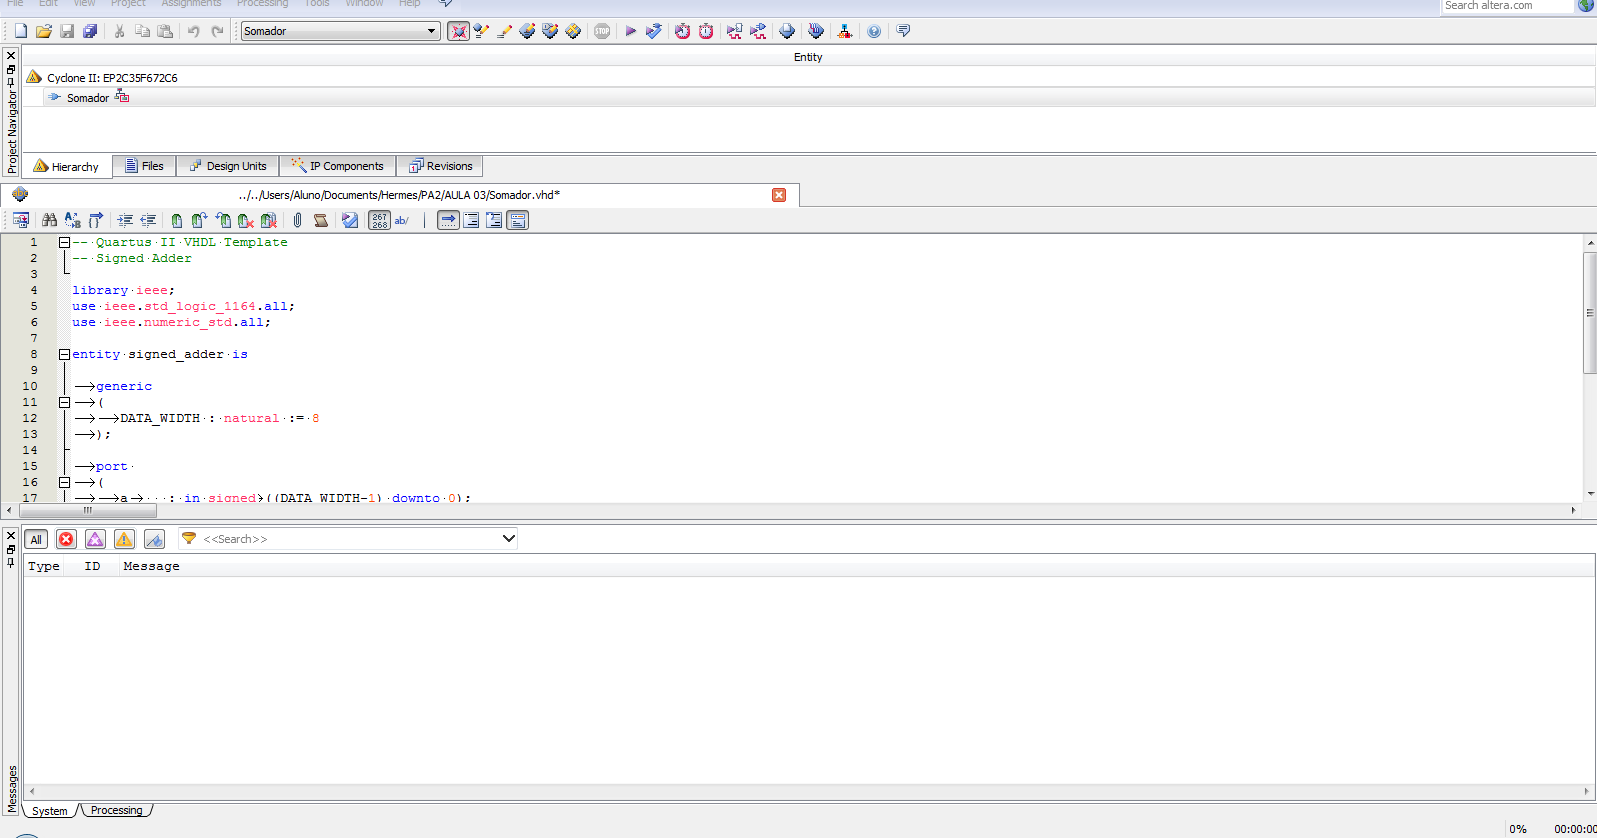 File Edit View Project Assignments Processing Tools Window Help
Search altera.com
Somador
STOP
Entity
Cyclone II: EP2C35F672C6
Somador
Project Navigator
Hierarchy Files Design Units IP Components Revisions
../../Users/Aluno/Documents/Hermes/PA2/AULA 03/Somador.vhd*
267 268 ab/
1 -- Quartus II VHDL Template
2 -- Signed Adder
3
4 library ieee;
5 use ieee.std_logic_1164.all;
6 use ieee.numeric_std.all;
7
8 entity signed_adder is
9
10 generic
11 (
12 DATA_WIDTH : natural := 8
13 );
14
15 port
16 (
17 a : in signed ((DATA_WIDTH-1) downto 0);
All <<Search>>
Type ID Message
Messages
System Processing
0% 00:00:00